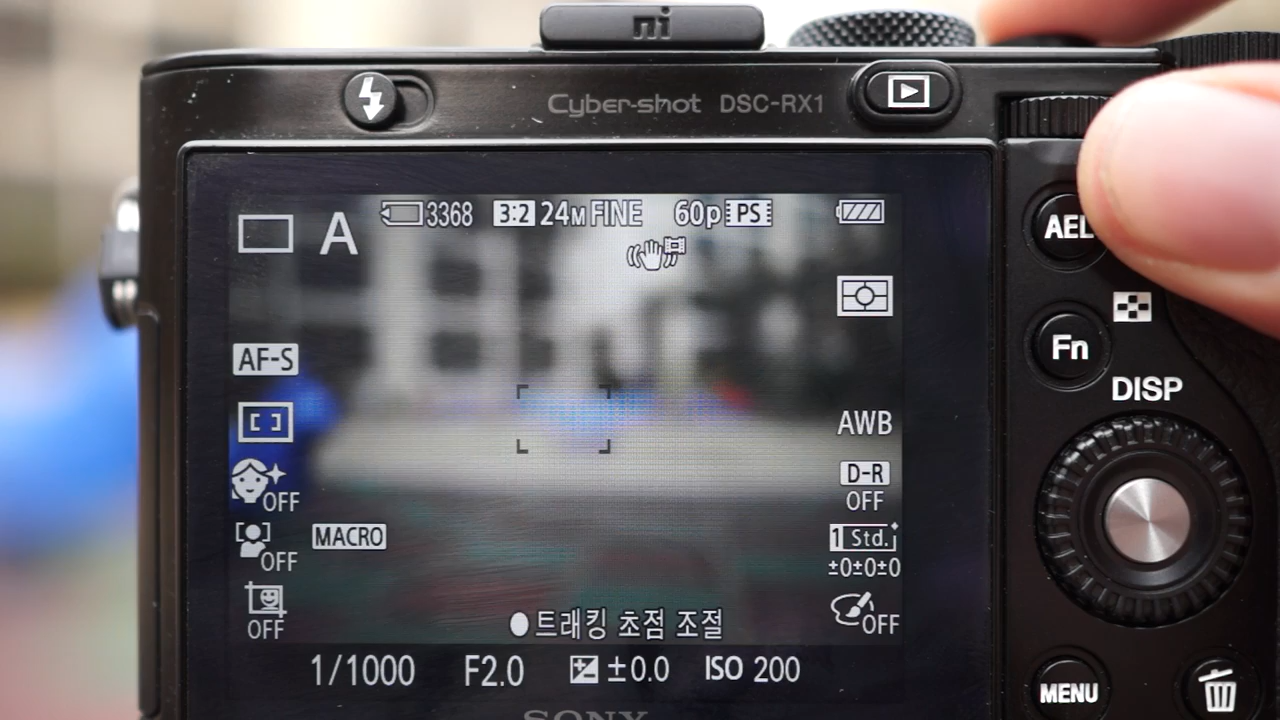 ni
Cyber-shot DSC-RX1
A 3368 3:2 24M FINE 60p PS
AEL
AF-S
Fn
DISP
AWB
OFF
D-R
OFF
OFF
MACRO
1 Std.
±0±0±0
OFF
OFF
트래킹 초점 조절
1/1000 F2.0 ±0.0 ISO 200
MENU
SONY